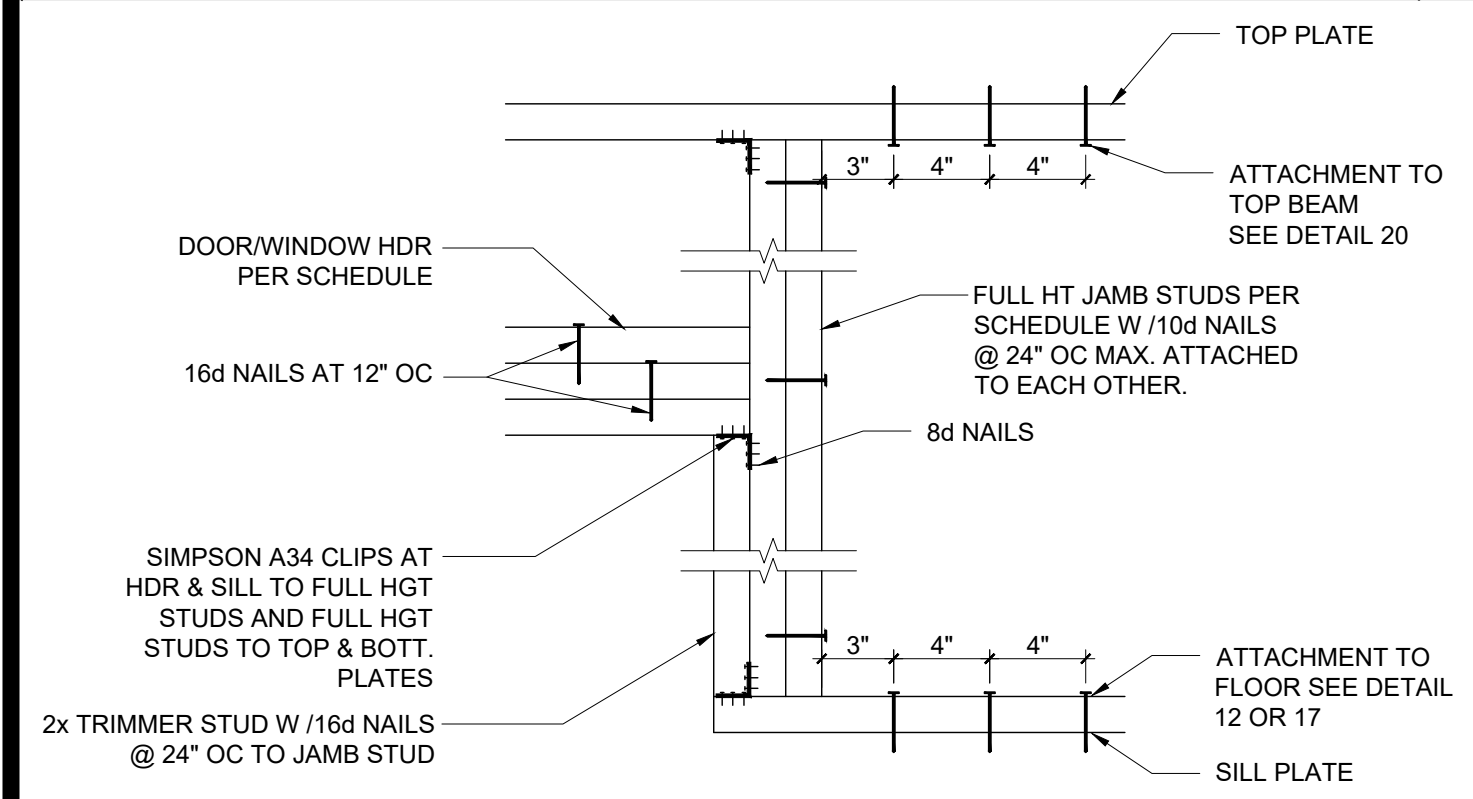 TOP PLATE
3" 4" 4"
ATTACHMENT TO
TOP BEAM
SEE DETAIL 20
DOOR/WINDOW HDR
PER SCHEDULE
FULL HT JAMB STUDS PER
SCHEDULE W /10d NAILS
@ 24" OC MAX. ATTACHED
TO EACH OTHER.
16d NAILS AT 12" OC
8d NAILS
SIMPSON A34 CLIPS AT
HDR & SILL TO FULL HGT
STUDS AND FULL HGT
STUDS TO TOP & BOTT.
PLATES
3" 4" 4"
ATTACHMENT TO
FLOOR SEE DETAIL
12 OR 17
2x TRIMMER STUD W /16d NAILS
@ 24" OC TO JAMB STUD
SILL PLATE